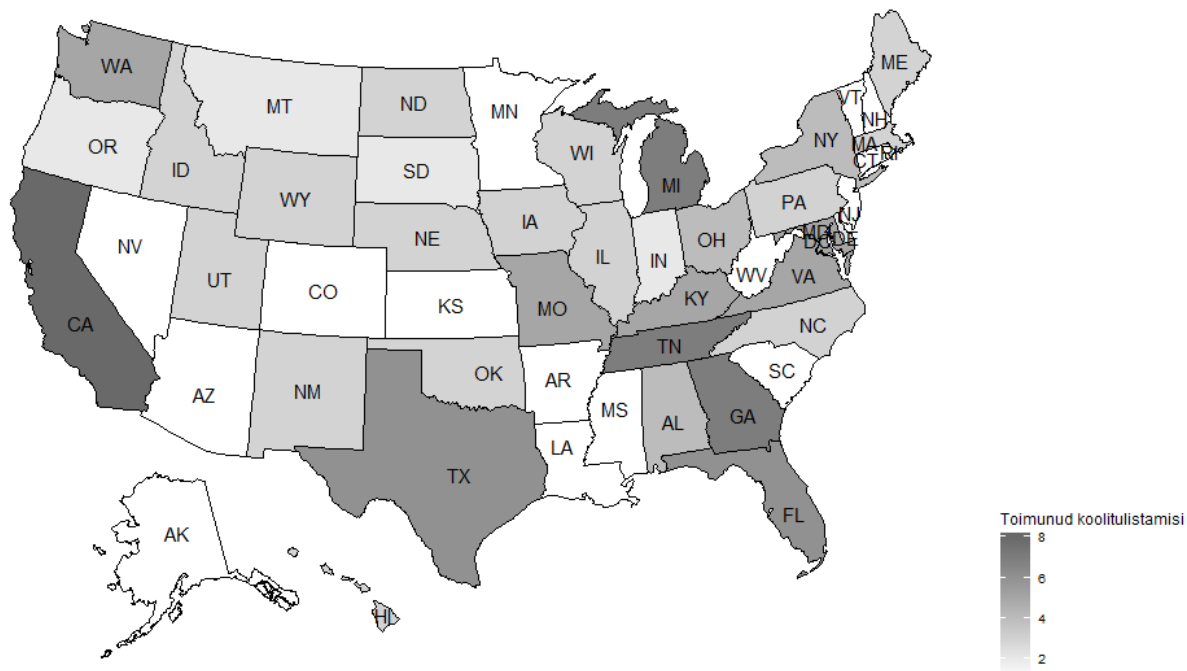 WA
MT
ND
MN
ME
VT
NH
OR
ID
SD
WI
NY
MA
CT
RI
WY
MI
IA
PA
NE
NJ
NV
OH
MD
DE
DC
UT
IL
IN
WV
VA
CO
KS
MO
KY
CA
NC
TN
OK
AR
SC
AZ
NM
MS
AL
GA
LA
TX
FL
AK
HI
Toimunud koolitulistamisi
8
6
4
2